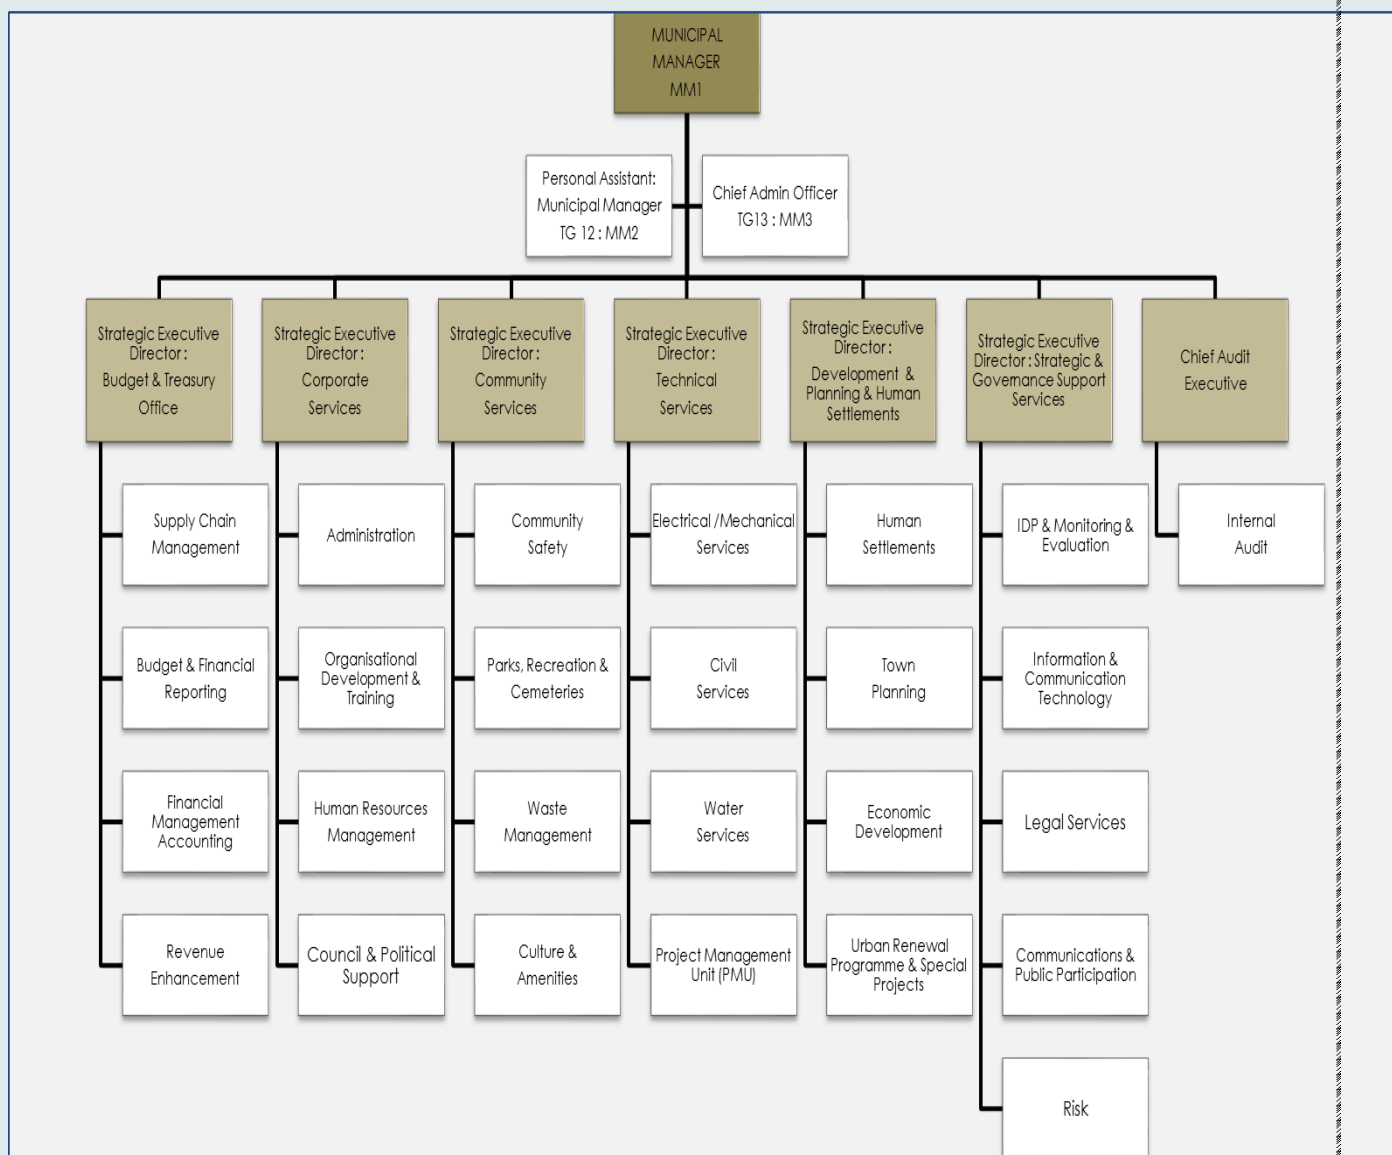 MUNICIPAL
MANAGER
MM1
Personal Assistant:
Municipal Manager
TG 12 : MM2
Chief Admin Officer
TG13 : MM3
Strategic Executive
Director :
Budget & Treasury
Office
Strategic Executive
Director :
Corporate
Services
Strategic Executive
Director :
Community
Services
Strategic Executive
Director :
Technical
Services
Strategic Executive
Director :
Development &
Planning & Human
Settlements
Strategic Executive
Director : Strategic &
Governance Support
Services
Chief Audit
Executive
Supply Chain
Management
Administration
Community
Safety
Electrical /Mechanical
Services
Human
Settlements
IDP & Monitoring &
Evaluation
Internal
Audit
Budget & Financial
Reporting
Organisational
Development &
Training
Parks, Recreation &
Cemeteries
Civil
Services
Town
Planning
Information &
Communication
Technology
Financial
Management
Accounting
Human Resources
Management
Waste
Management
Water
Services
Economic
Development
Legal Services
Revenue
Enhancement
Council & Political
Support
Culture &
Amenities
Project Management
Unit (PMU)
Urban Renewal
Programme & Special
Projects
Communications &
Public Participation
Risk